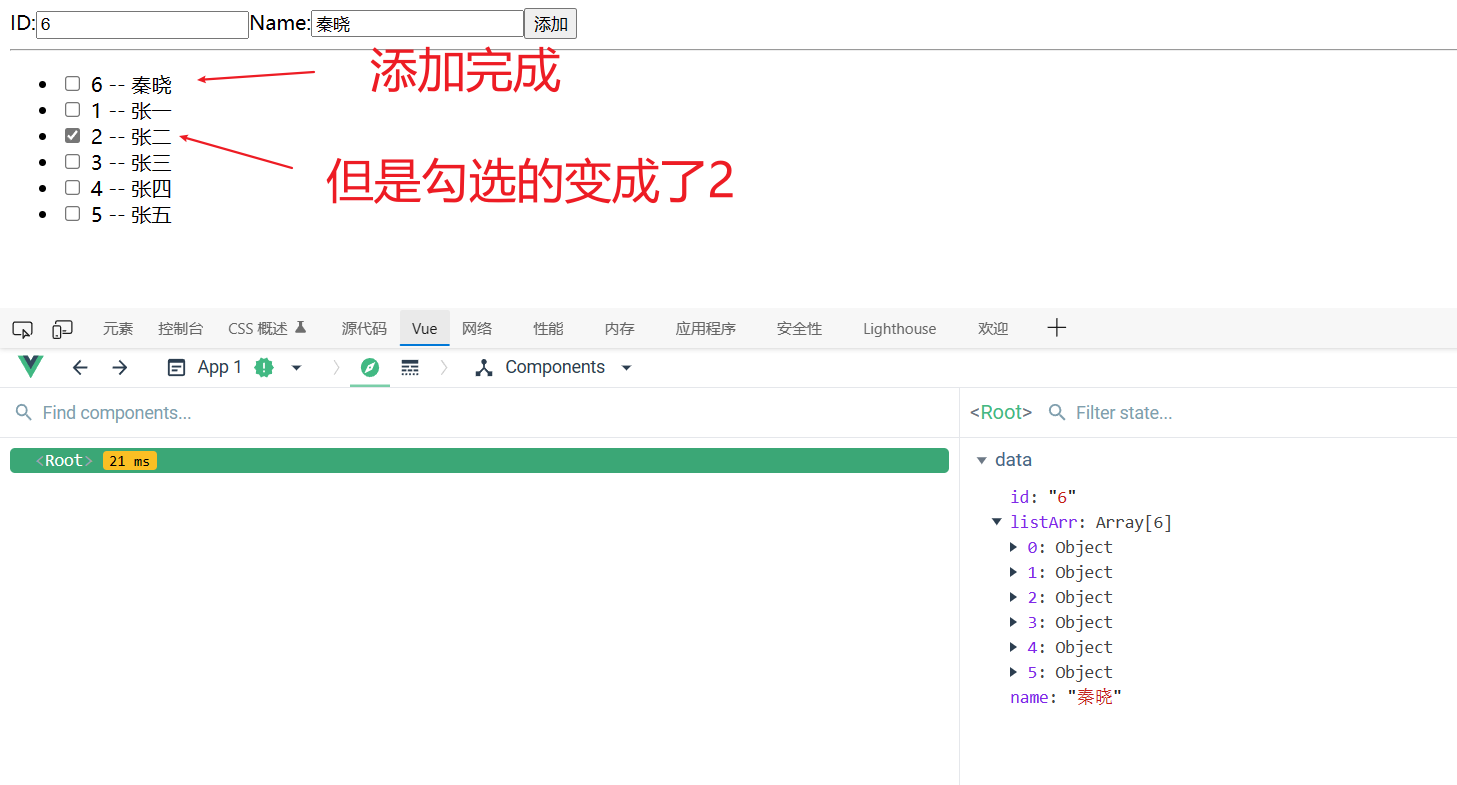 ID: 6 Name: 秦晓 添加
添加完成
6 -- 秦晓
1 -- 张一
2 -- 张二
但是勾选的变成了2
3 -- 张三
4 -- 张四
5 -- 张五
元素 控制台 CSS 概述 源代码 Vue 网络 性能 内存 应用程序 安全性 Lighthouse 欢迎
App 1 Components
Find components...
<Root> Filter state...
<Root> 21 ms
data
id: "6"
listArr: Array[6]
0: Object
1: Object
2: Object
3: Object
4: Object
5: Object
name: "秦晓"